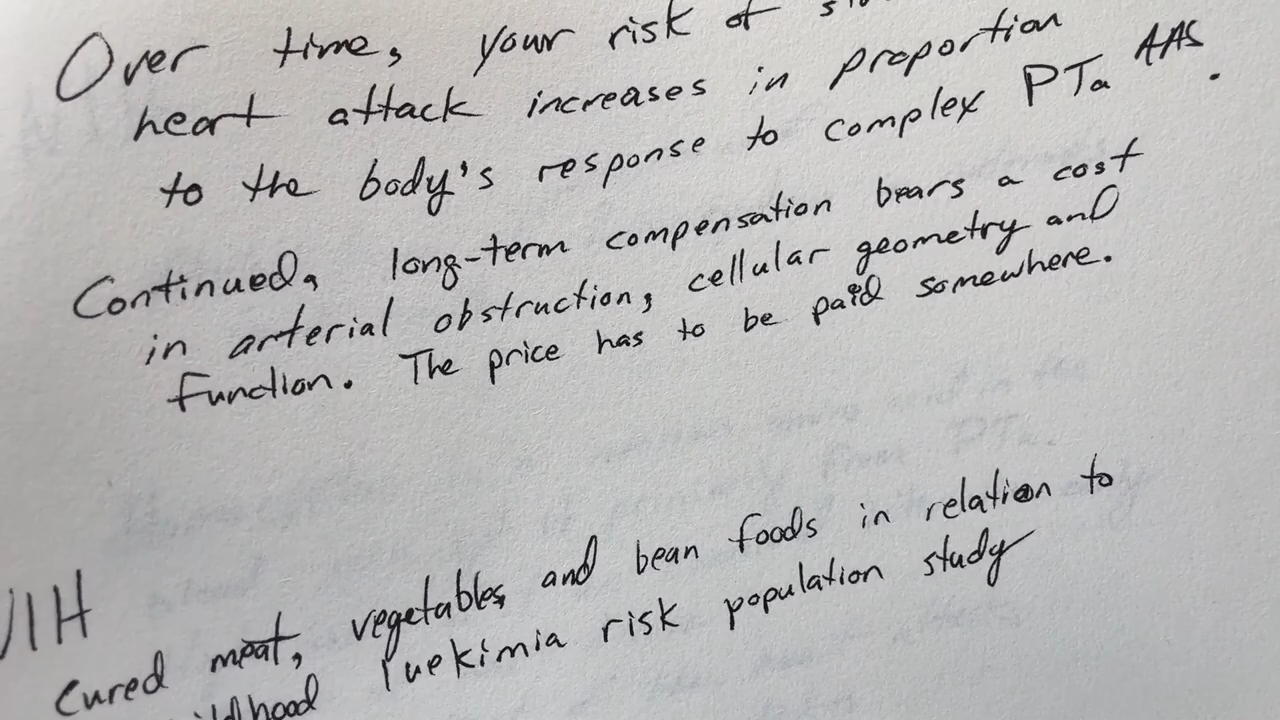 Over time, your risk of
heart attack increases in proportion
to the body's response to complex PTa AAS.
Continued, long-term compensation bears a cost
in arterial obstruction, cellular geometry and
function. The price has to be paid somewhere.
Cured meat, vegetables, and bean foods in relation to
luekimia risk population study